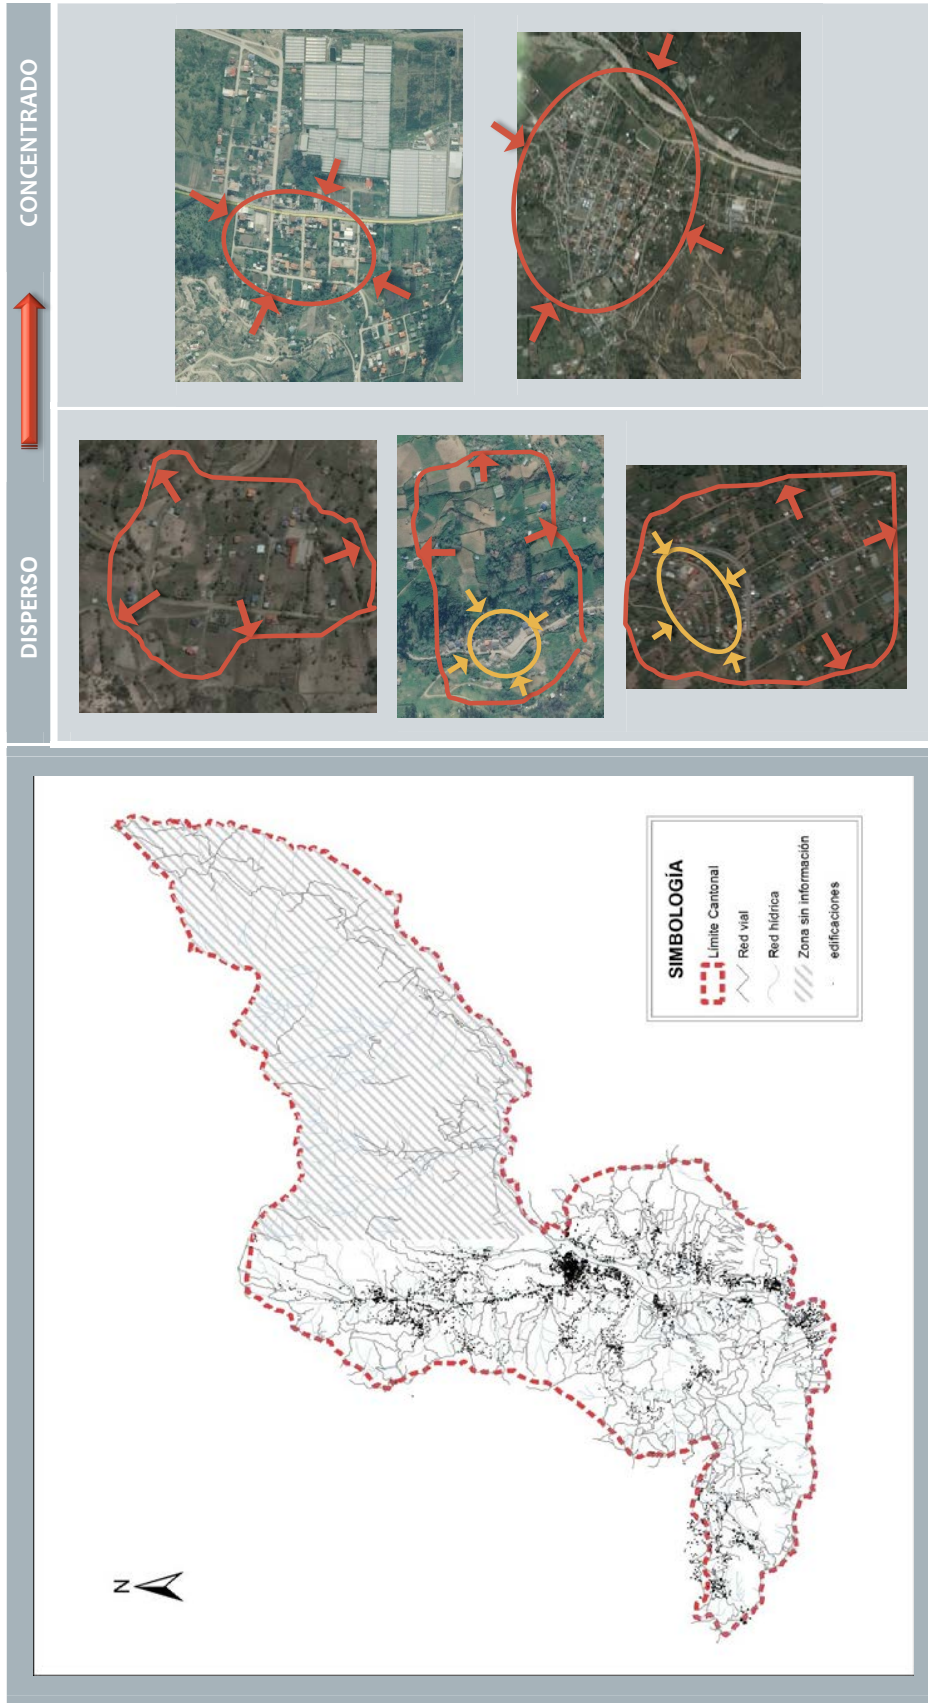 DISPERSO
CONCENTRADO
N
SIMBOLOGÍA
Límite Cantonal
Red vial
Red hídrica
Zona sin información
edificaciones